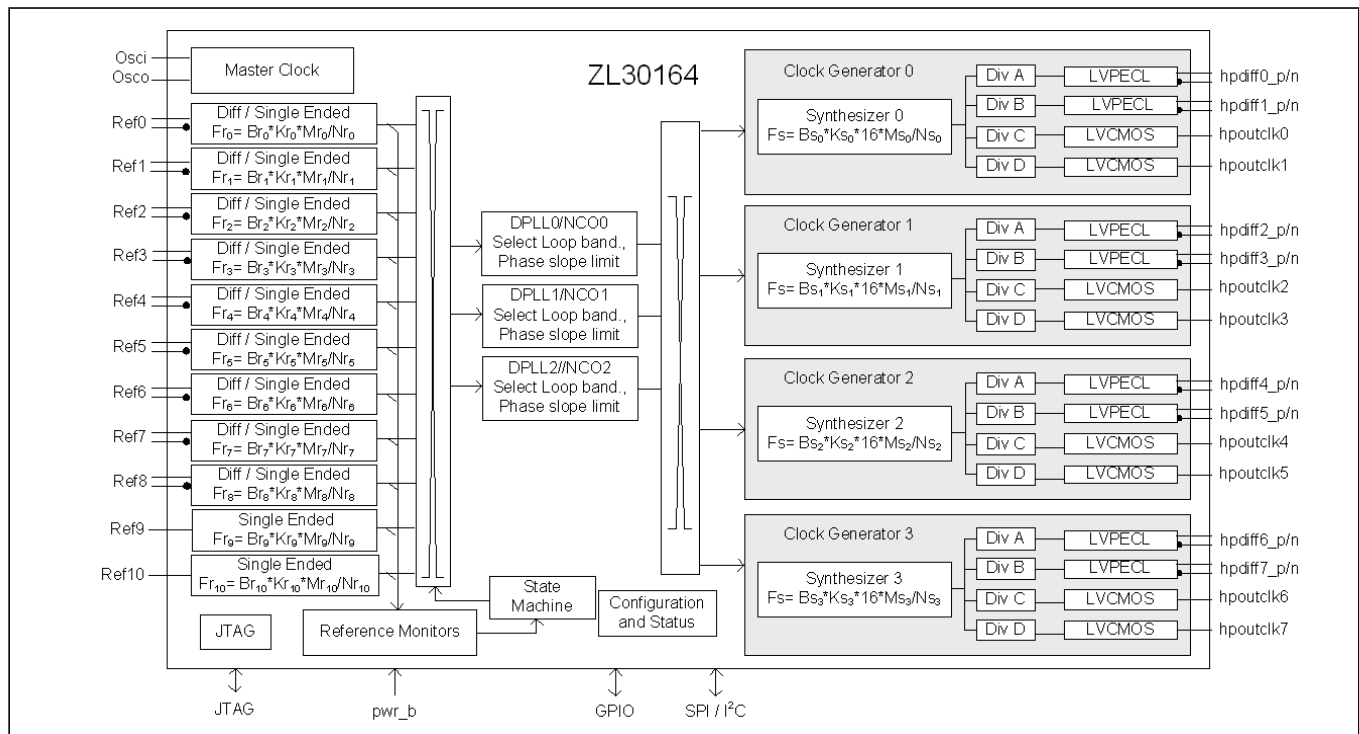 ZL30164
Osci
Osco
Master Clock
Ref0
Diff / Single Ended
Fr₀= Br₀*Kr₀*Mr₀/Nr₀
Ref1
Diff / Single Ended
Fr₁= Br₁*Kr₁*Mr₁/Nr₁
Ref2
Diff / Single Ended
Fr₂= Br₂*Kr₂*Mr₂/Nr₂
Ref3
Diff / Single Ended
Fr₃= Br₃*Kr₃*Mr₃/Nr₃
Ref4
Diff / Single Ended
Fr₄= Br₄*Kr₄*Mr₄/Nr₄
Ref5
Diff / Single Ended
Fr₅= Br₅*Kr₅*Mr₅/Nr₅
Ref6
Diff / Single Ended
Fr₆= Br₆*Kr₆*Mr₆/Nr₆
Ref7
Diff / Single Ended
Fr₇= Br₇*Kr₇*Mr₇/Nr₇
Ref8
Diff / Single Ended
Fr₈= Br₈*Kr₈*Mr₈/Nr₈
Ref9
Single Ended
Fr₉= Br₉*Kr₉*Mr₉/Nr₉
Ref10
Single Ended
Fr₁₀= Br₁₀*Kr₁₀*Mr₁₀/Nr₁₀
JTAG
Reference Monitors
State
Machine
Configuration
and Status
DPLL0/NCO0
Select Loop band.,
Phase slope limit
DPLL1/NCO1
Select Loop band.,
Phase slope limit
DPLL2//NCO2
Select Loop band.,
Phase slope limit
Clock Generator 0
Synthesizer 0
Fs= Bs₀*Ks₀*16*Ms₀/Ns₀
Div A
LVPECL
hpdiff0_p/n
Div B
LVPECL
hpdiff1_p/n
Div C
LVCMOS
hpoutclk0
Div D
LVCMOS
hpoutclk1
Clock Generator 1
Synthesizer 1
Fs= Bs₁*Ks₁*16*Ms₁/Ns₁
Div A
LVPECL
hpdiff2_p/n
Div B
LVPECL
hpdiff3_p/n
Div C
LVCMOS
hpoutclk2
Div D
LVCMOS
hpoutclk3
Clock Generator 2
Synthesizer 2
Fs= Bs₂*Ks₂*16*Ms₂/Ns₂
Div A
LVPECL
hpdiff4_p/n
Div B
LVPECL
hpdiff5_p/n
Div C
LVCMOS
hpoutclk4
Div D
LVCMOS
hpoutclk5
Clock Generator 3
Synthesizer 3
Fs= Bs₃*Ks₃*16*Ms₃/Ns₃
Div A
LVPECL
hpdiff6_p/n
Div B
LVPECL
hpdiff7_p/n
Div C
LVCMOS
hpoutclk6
Div D
LVCMOS
hpoutclk7
JTAG
pwr_b
GPIO
SPI / I²C